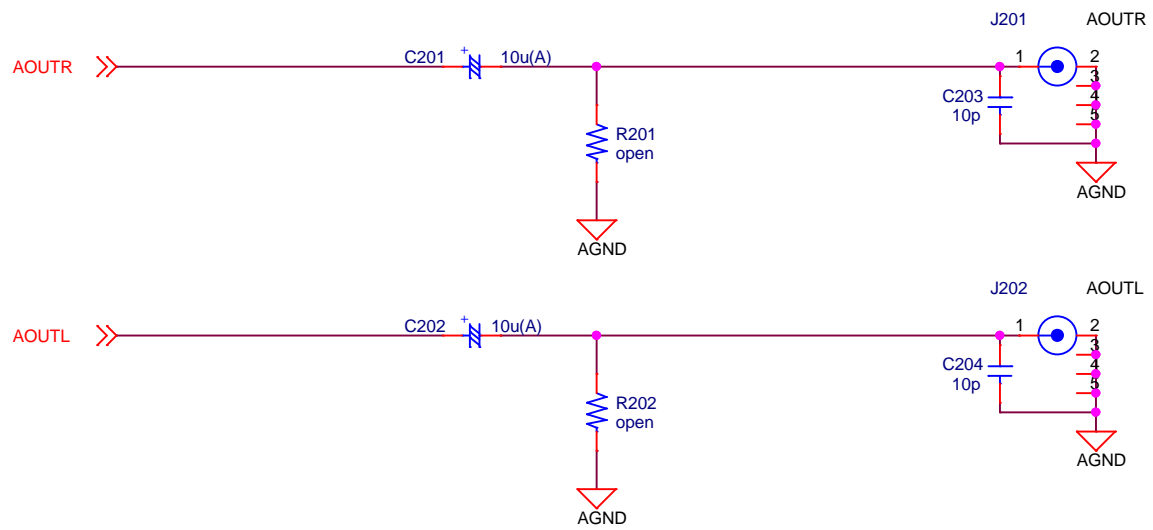 J201 AOUTR
AOUTR C201 + 10u(A) 1 2
3
C203 4
10p 5
R201
open
AGND
AGND
J202 AOUTL
AOUTL C202 + 10u(A) 1 2
3
C204 4
10p 5
R202
open
AGND
AGND